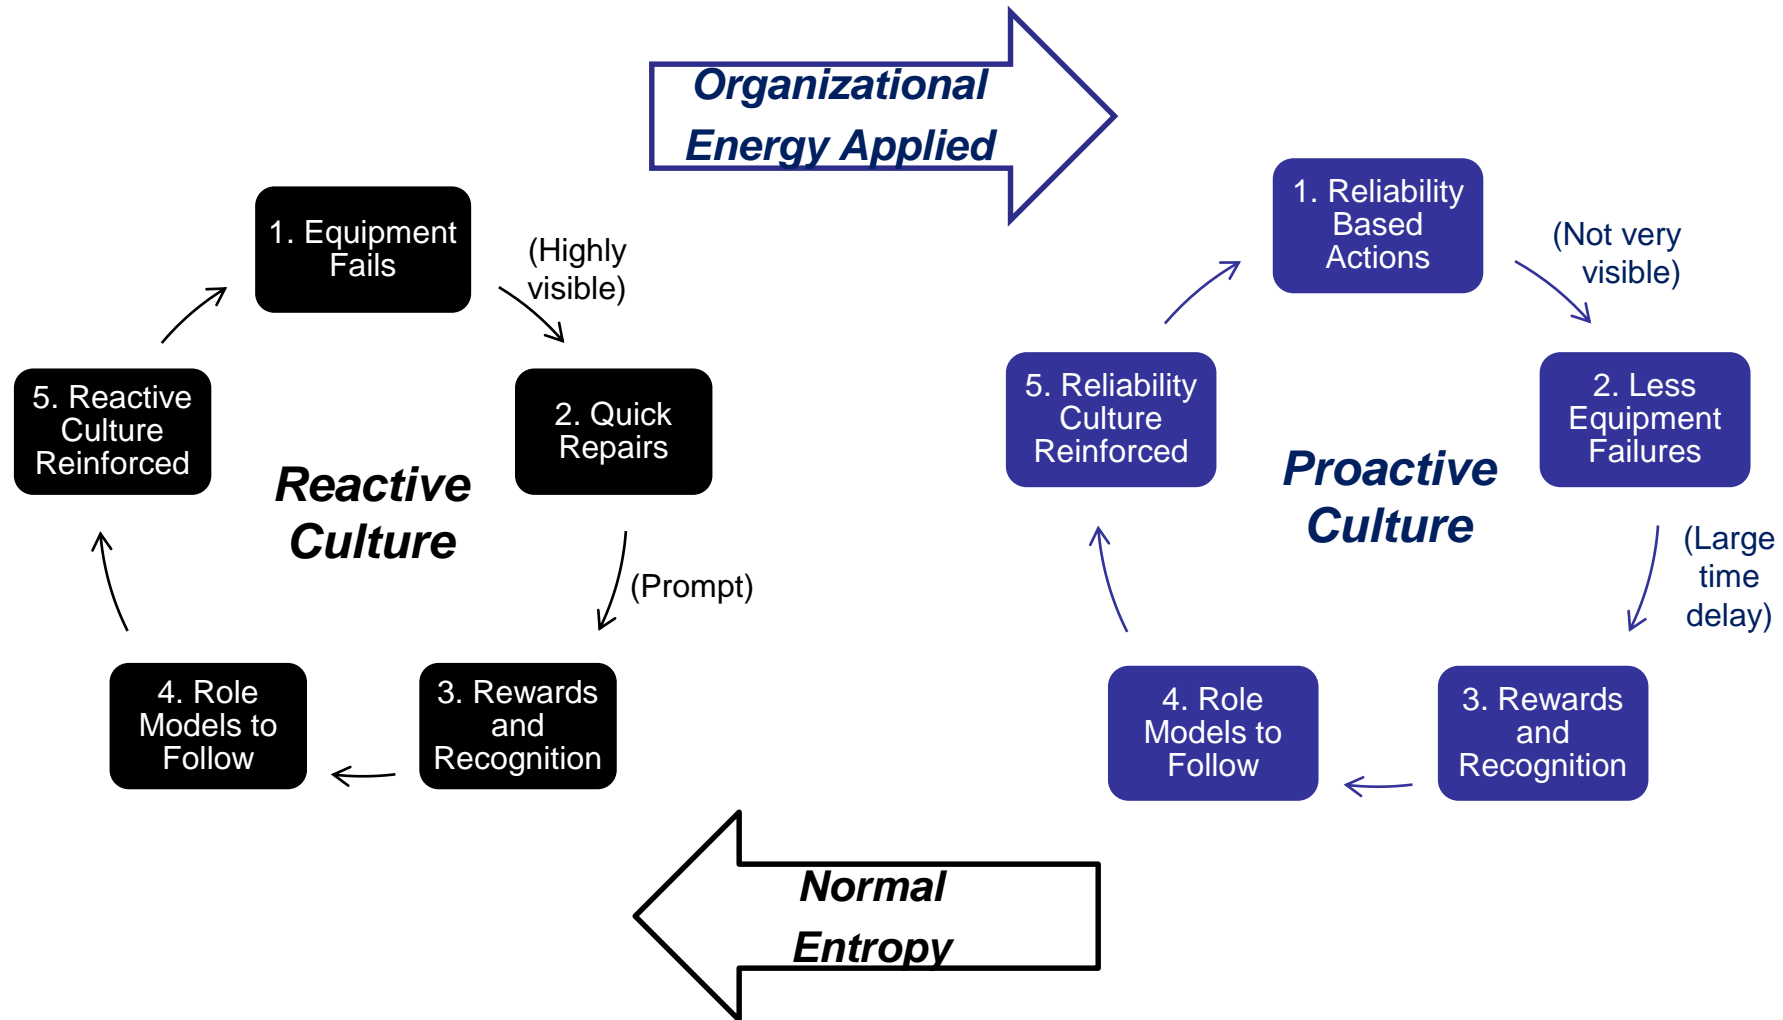 Organizational
Energy Applied
1. Equipment
Fails
(Highly
visible)
2. Quick
Repairs
(Prompt)
3. Rewards
and
Recognition
4. Role
Models to
Follow
5. Reactive
Culture
Reinforced
Reactive
Culture
1. Reliability
Based
Actions
(Not very
visible)
2. Less
Equipment
Failures
(Large
time
delay)
3. Rewards
and
Recognition
4. Role
Models to
Follow
5. Reliability
Culture
Reinforced
Proactive
Culture
Normal
Entropy